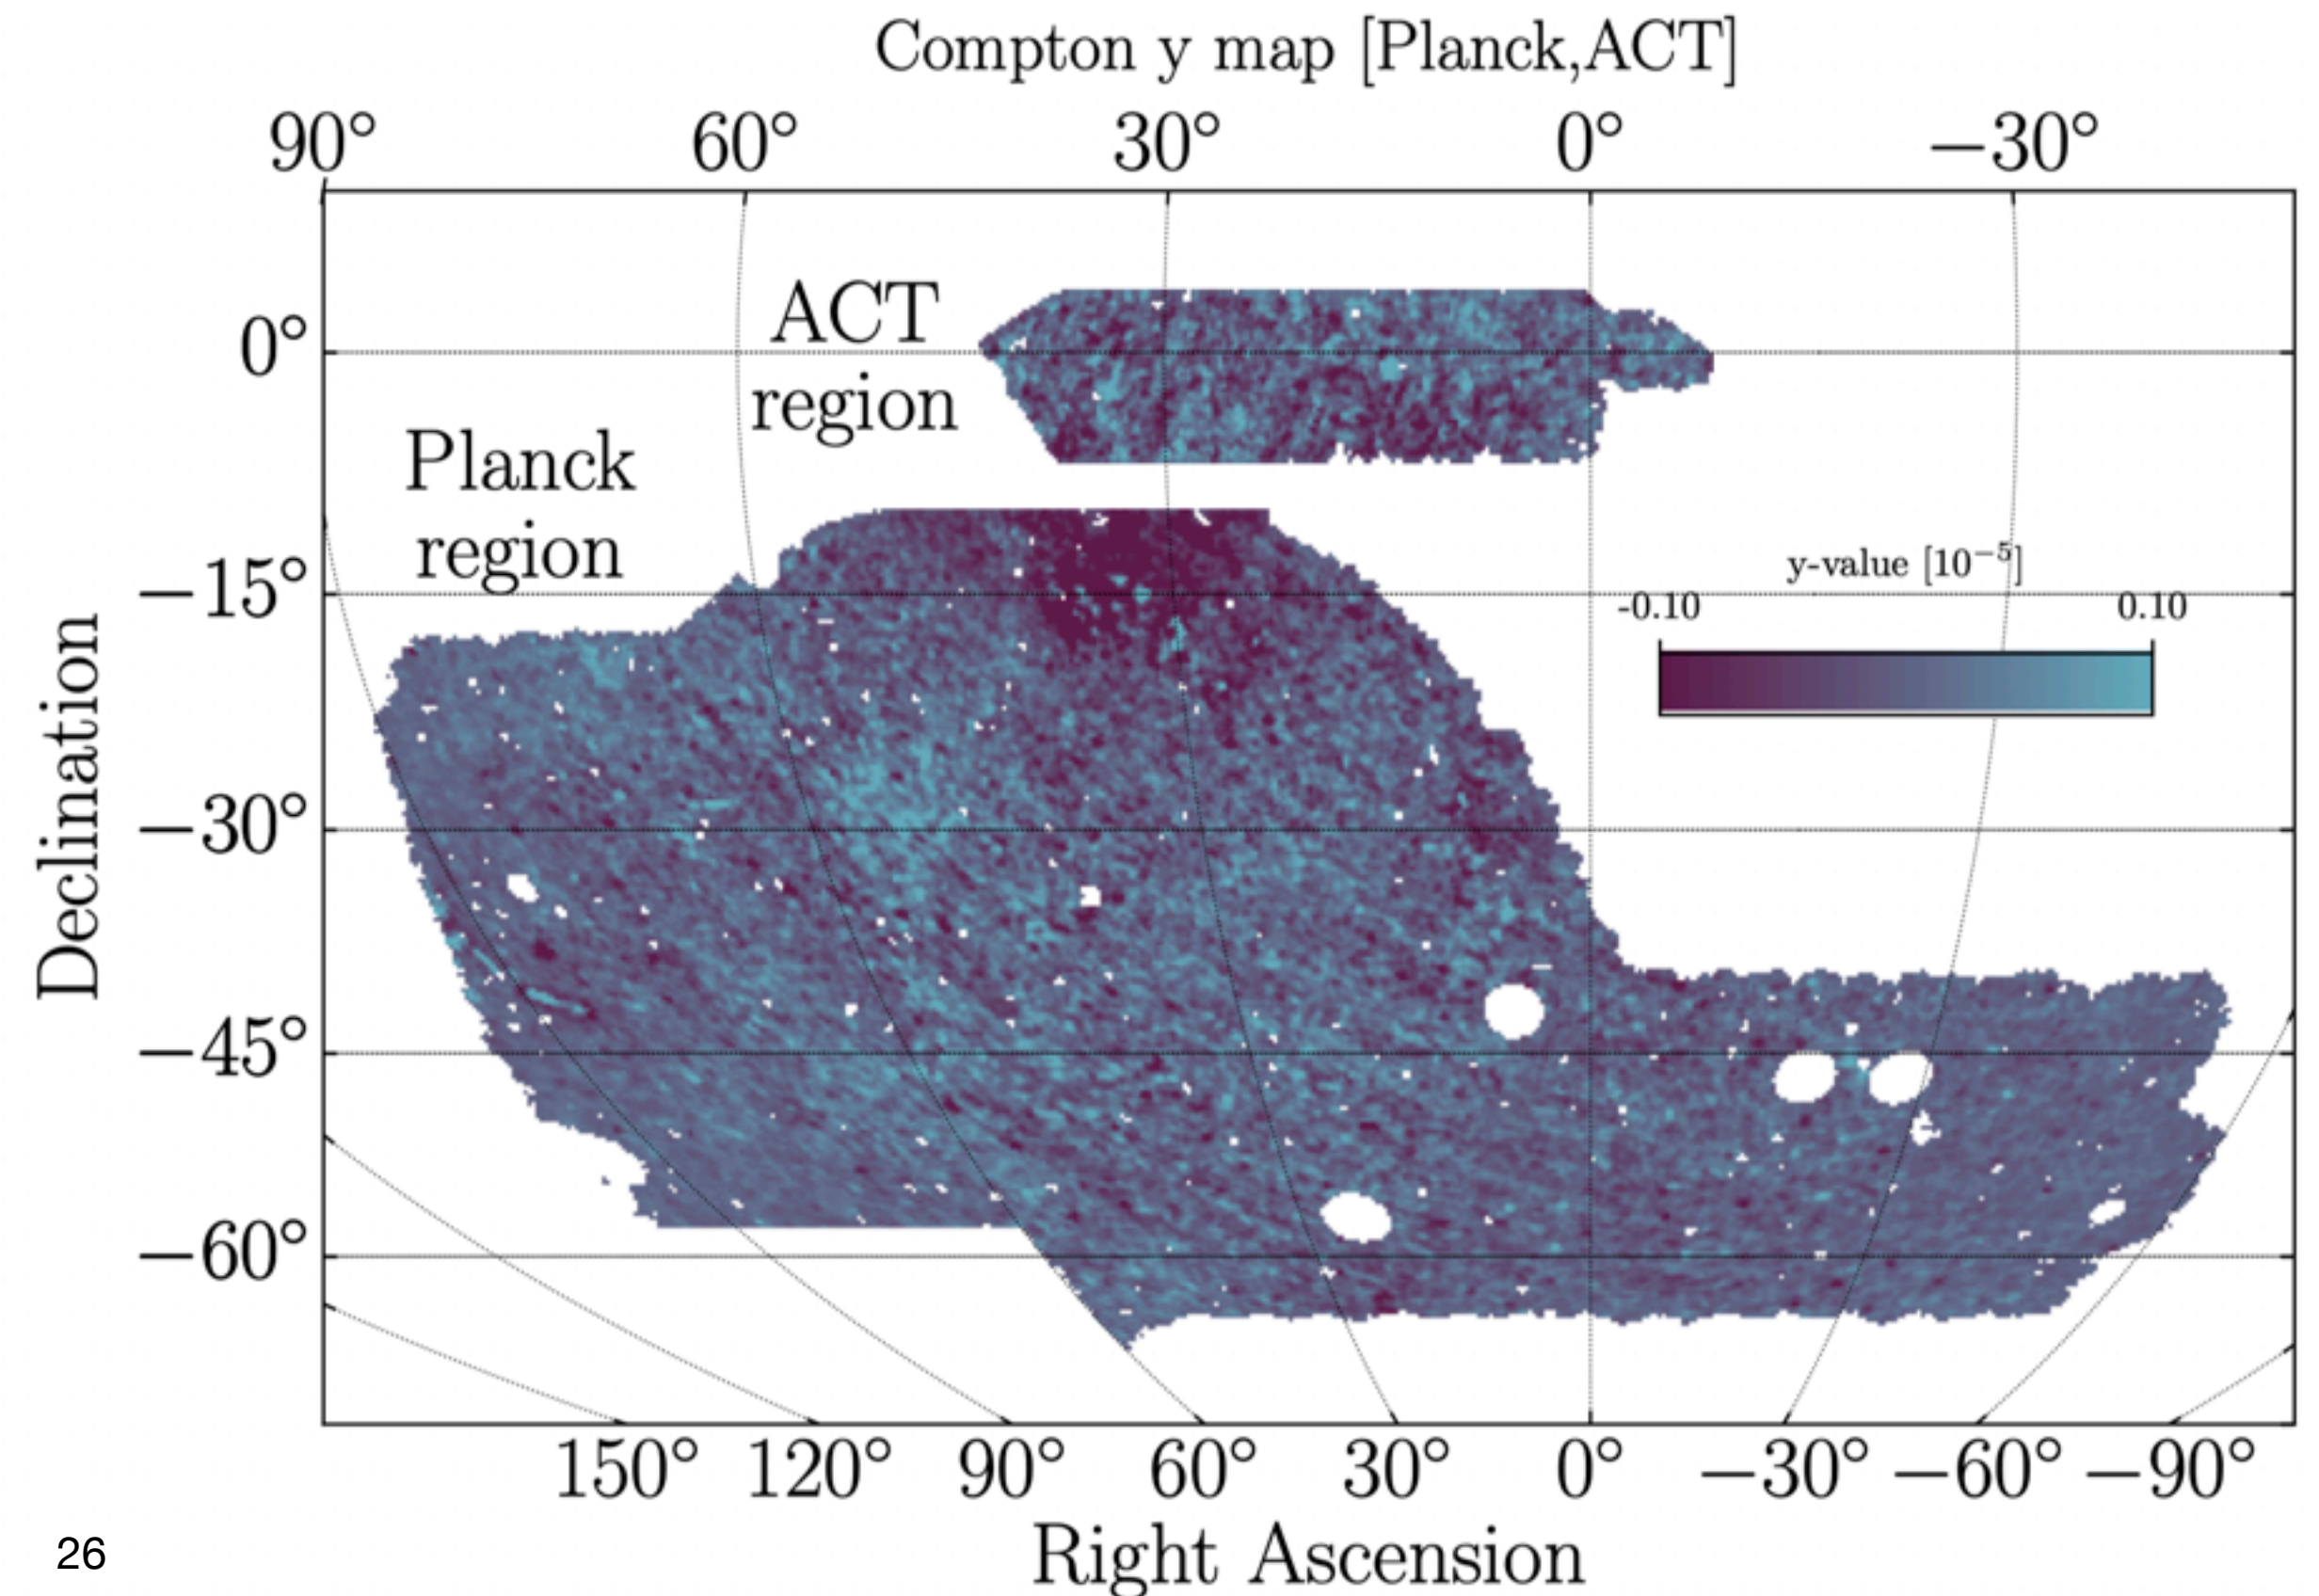 Compton y map [Planck,ACT]
90° 60° 30° 0° −30°
ACT
region
0°
Planck
region
y-value [10⁻⁵]
-0.10 0.10
−15°
−30°
−45°
−60°
Declination
150° 120° 90° 60° 30° 0° −30° −60° −90°
Right Ascension
26